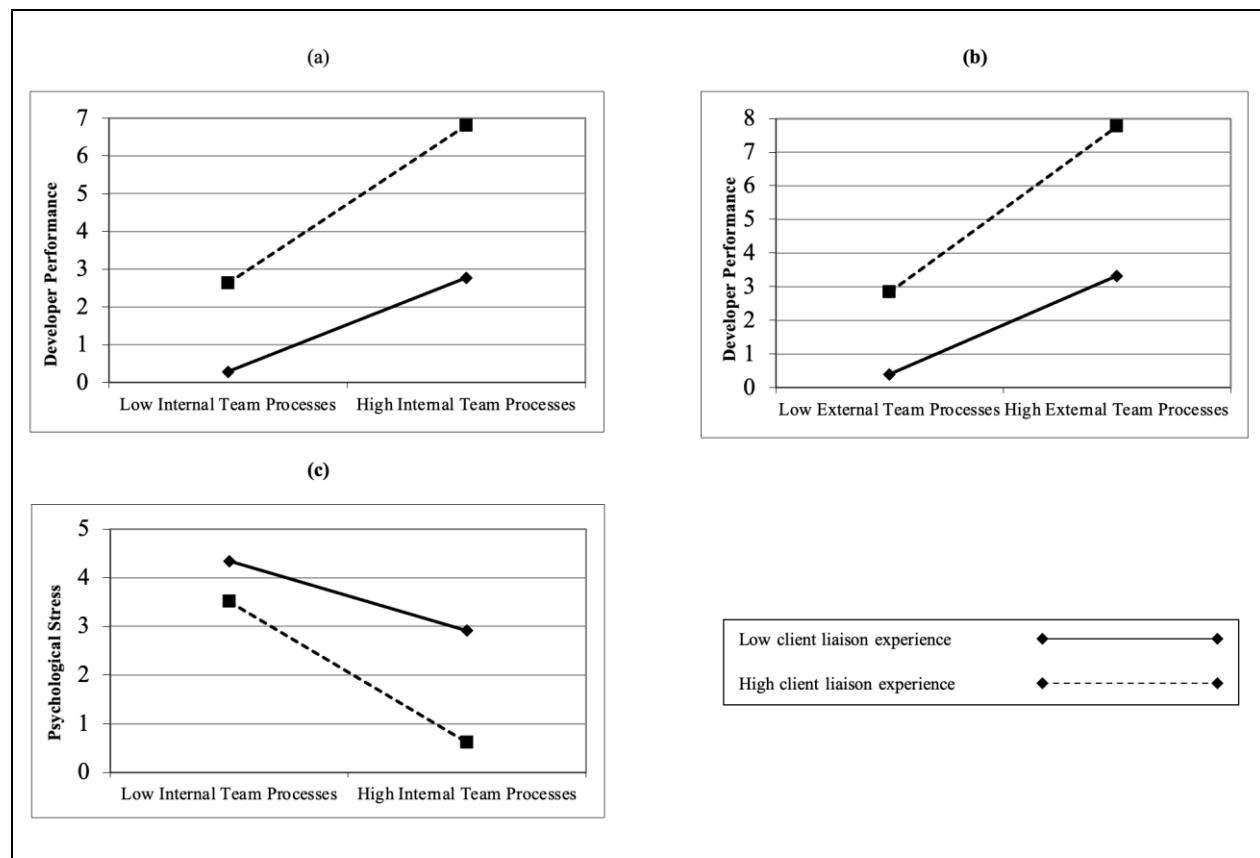 (a)
7
6
5
4
3
2
1
0
Developer Performance
Low Internal Team Processes High Internal Team Processes
(b)
8
7
6
5
4
3
2
1
0
Developer Performance
Low External Team Processes High External Team Processes
(c)
5
4
3
2
1
0
Psychological Stress
Low Internal Team Processes High Internal Team Processes
Low client liaison experience
High client liaison experience